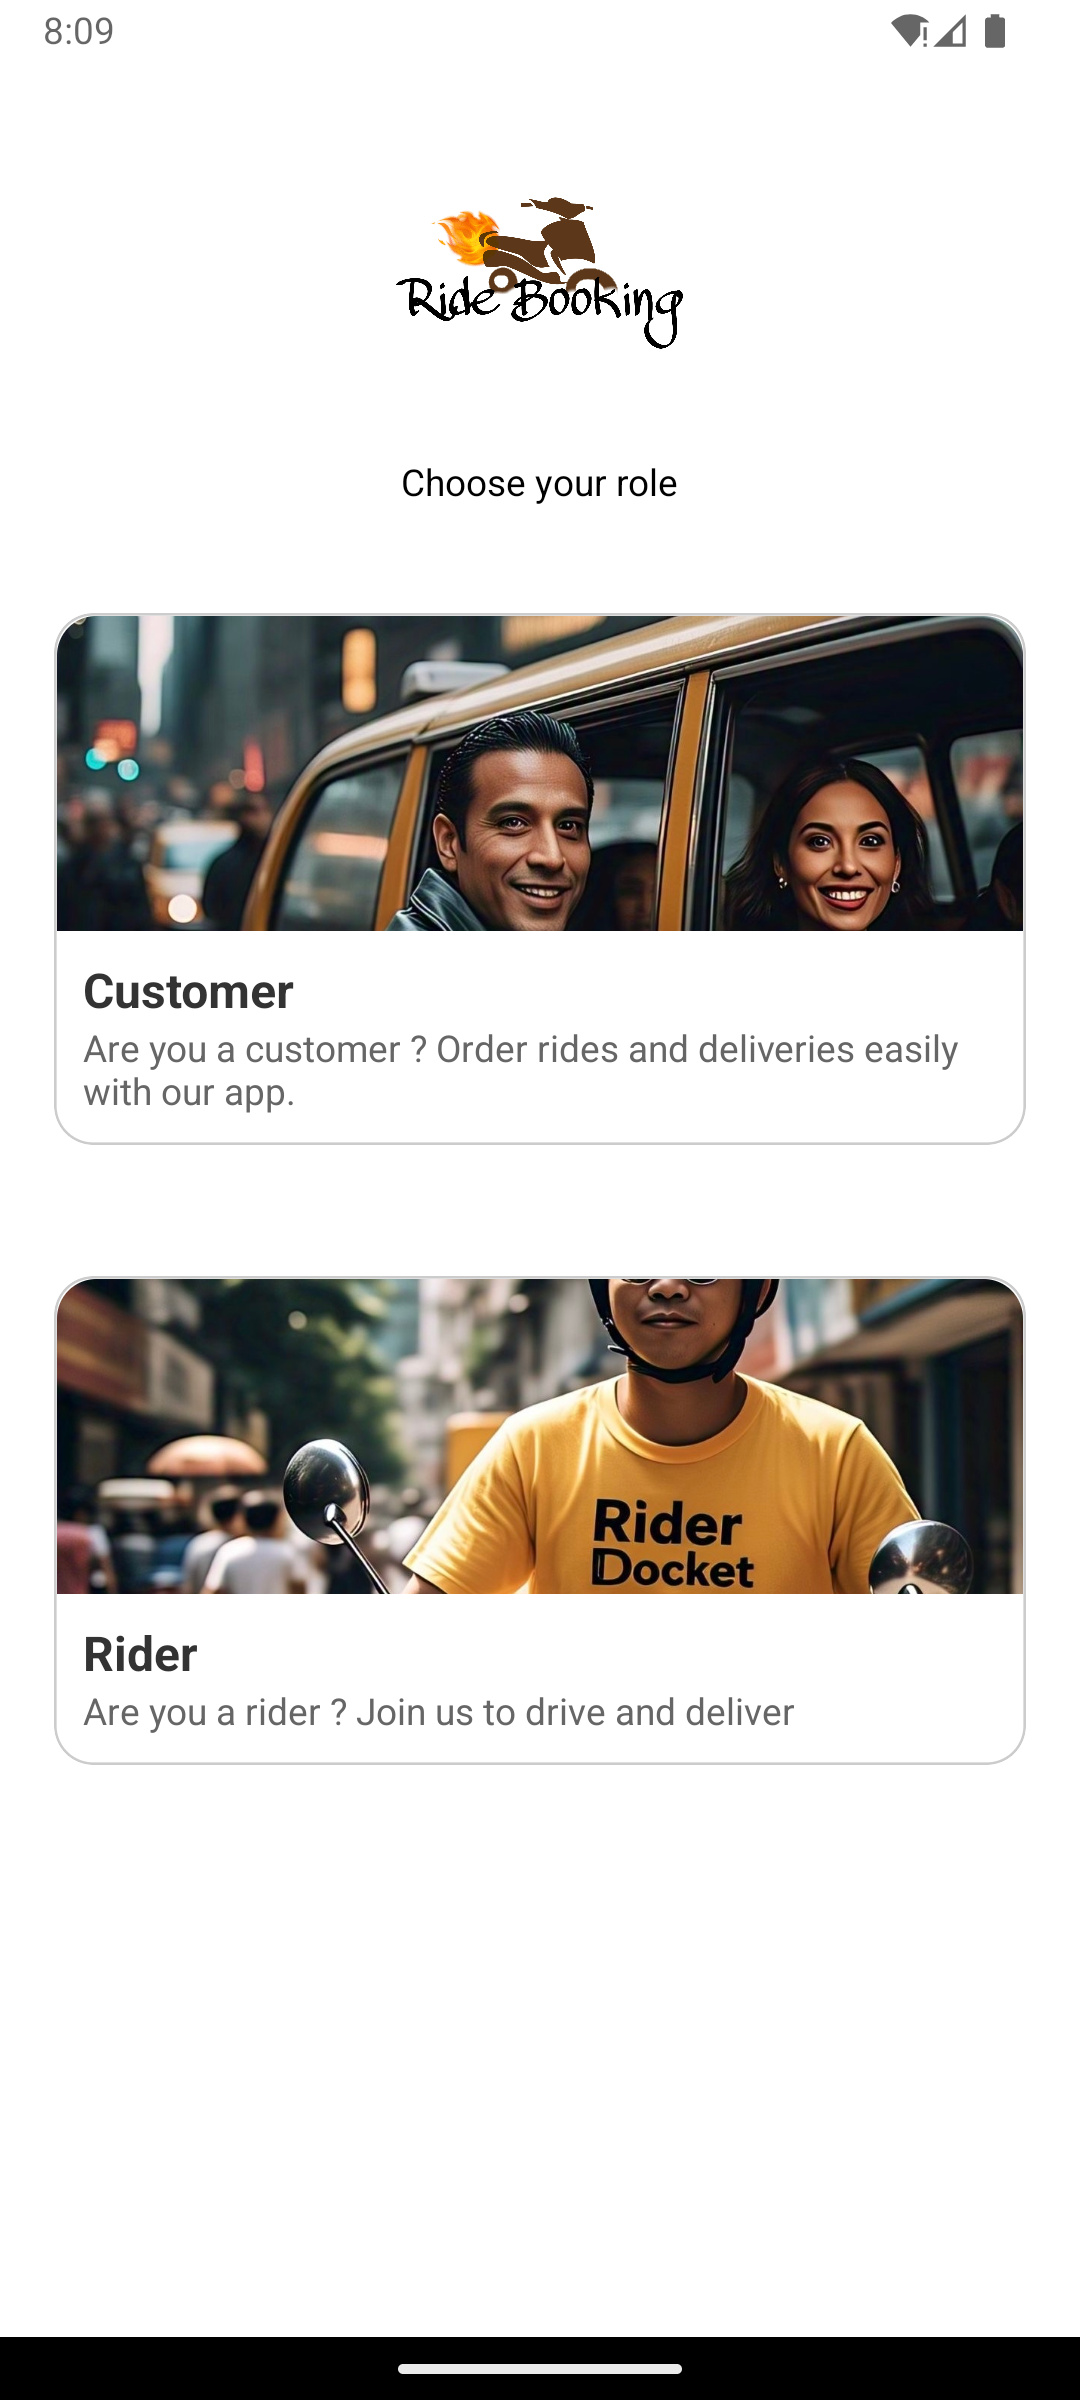 8:09
Ride Booking
Choose your role
Customer
Are you a customer ? Order rides and deliveries easily
with our app.
Rider
Docket
Rider
Are you a rider ? Join us to drive and deliver